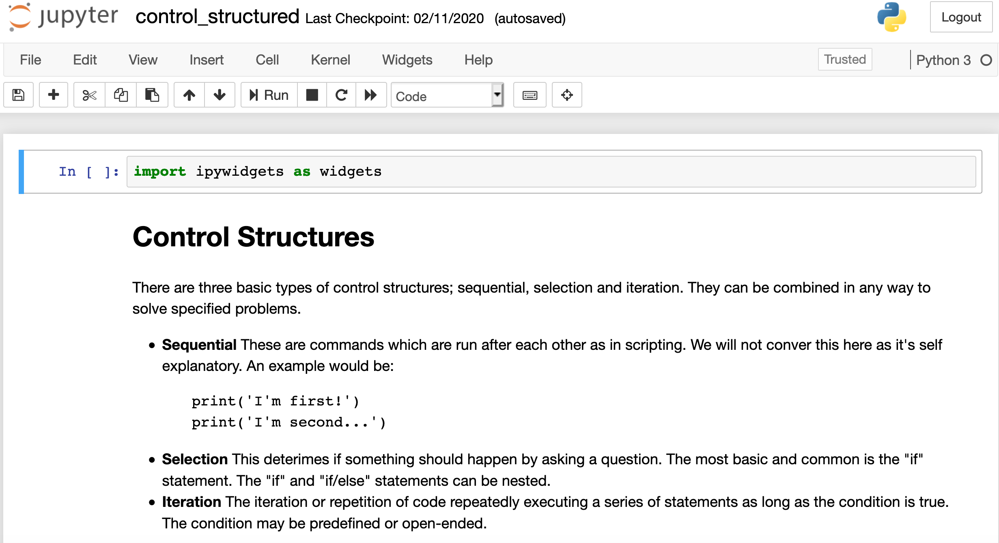 jupyter control_structured Last Checkpoint: 02/11/2020 (autosaved) Logout
File Edit View Insert Cell Kernel Widgets Help Trusted Python 3
Run Code
In [ ]: import ipywidgets as widgets
Control Structures
There are three basic types of control structures; sequential, selection and iteration. They can be combined in any way to
solve specified problems.
• Sequential These are commands which are run after each other as in scripting. We will not conver this here as it's self
explanatory. An example would be:
print('I'm first!')
print('I'm second...')
• Selection This deterimes if something should happen by asking a question. The most basic and common is the "if"
statement. The "if" and "if/else" statements can be nested.
• Iteration The iteration or repetition of code repeatedly executing a series of statements as long as the condition is true.
The condition may be predefined or open-ended.